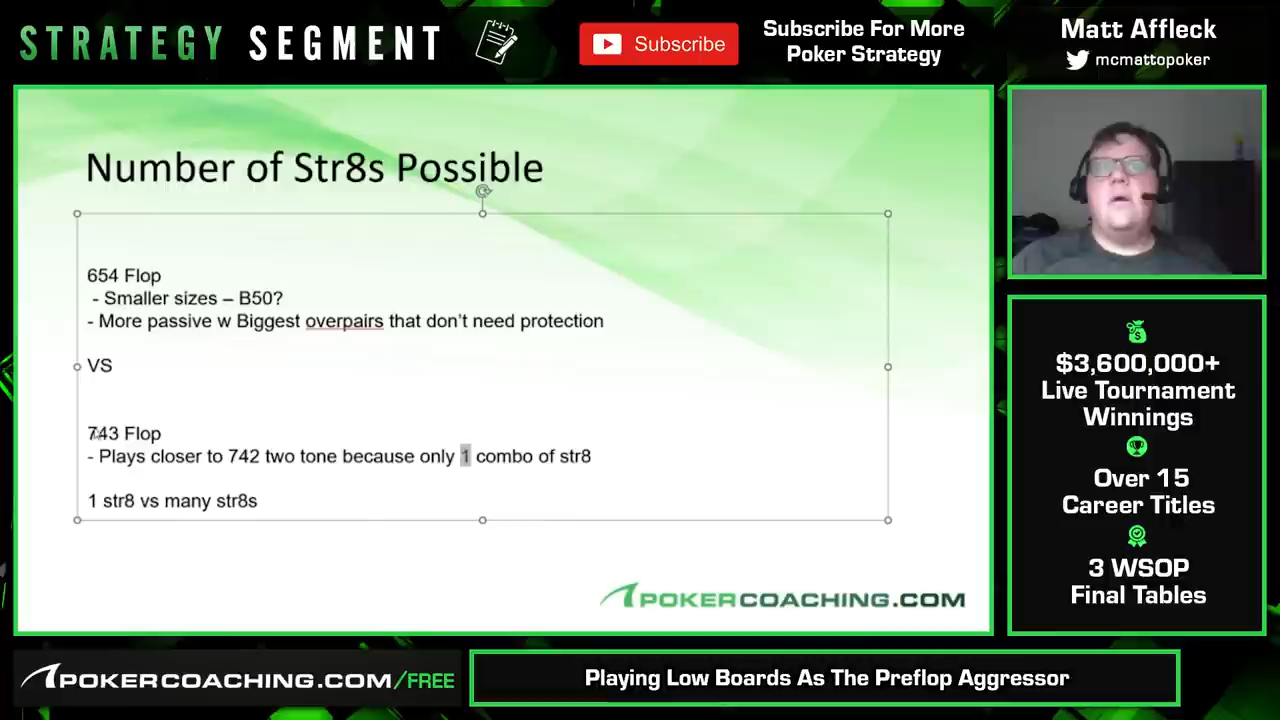 STRATEGY SEGMENT
Subscribe
Subscribe For More
Poker Strategy
Matt Affleck
mcmattopoker
Number of Str8s Possible
654 Flop
- Smaller sizes – B50?
- More passive w Biggest overpairs that don't need protection
VS
743 Flop
- Plays closer to 742 two tone because only 1 combo of str8
1 str8 vs many str8s
POKERCOACHING.COM
$3,600,000+
Live Tournament
Winnings
Over 15
Career Titles
3 WSOP
Final Tables
POKERCOACHING.COM/FREE
Playing Low Boards As The Preflop Aggressor